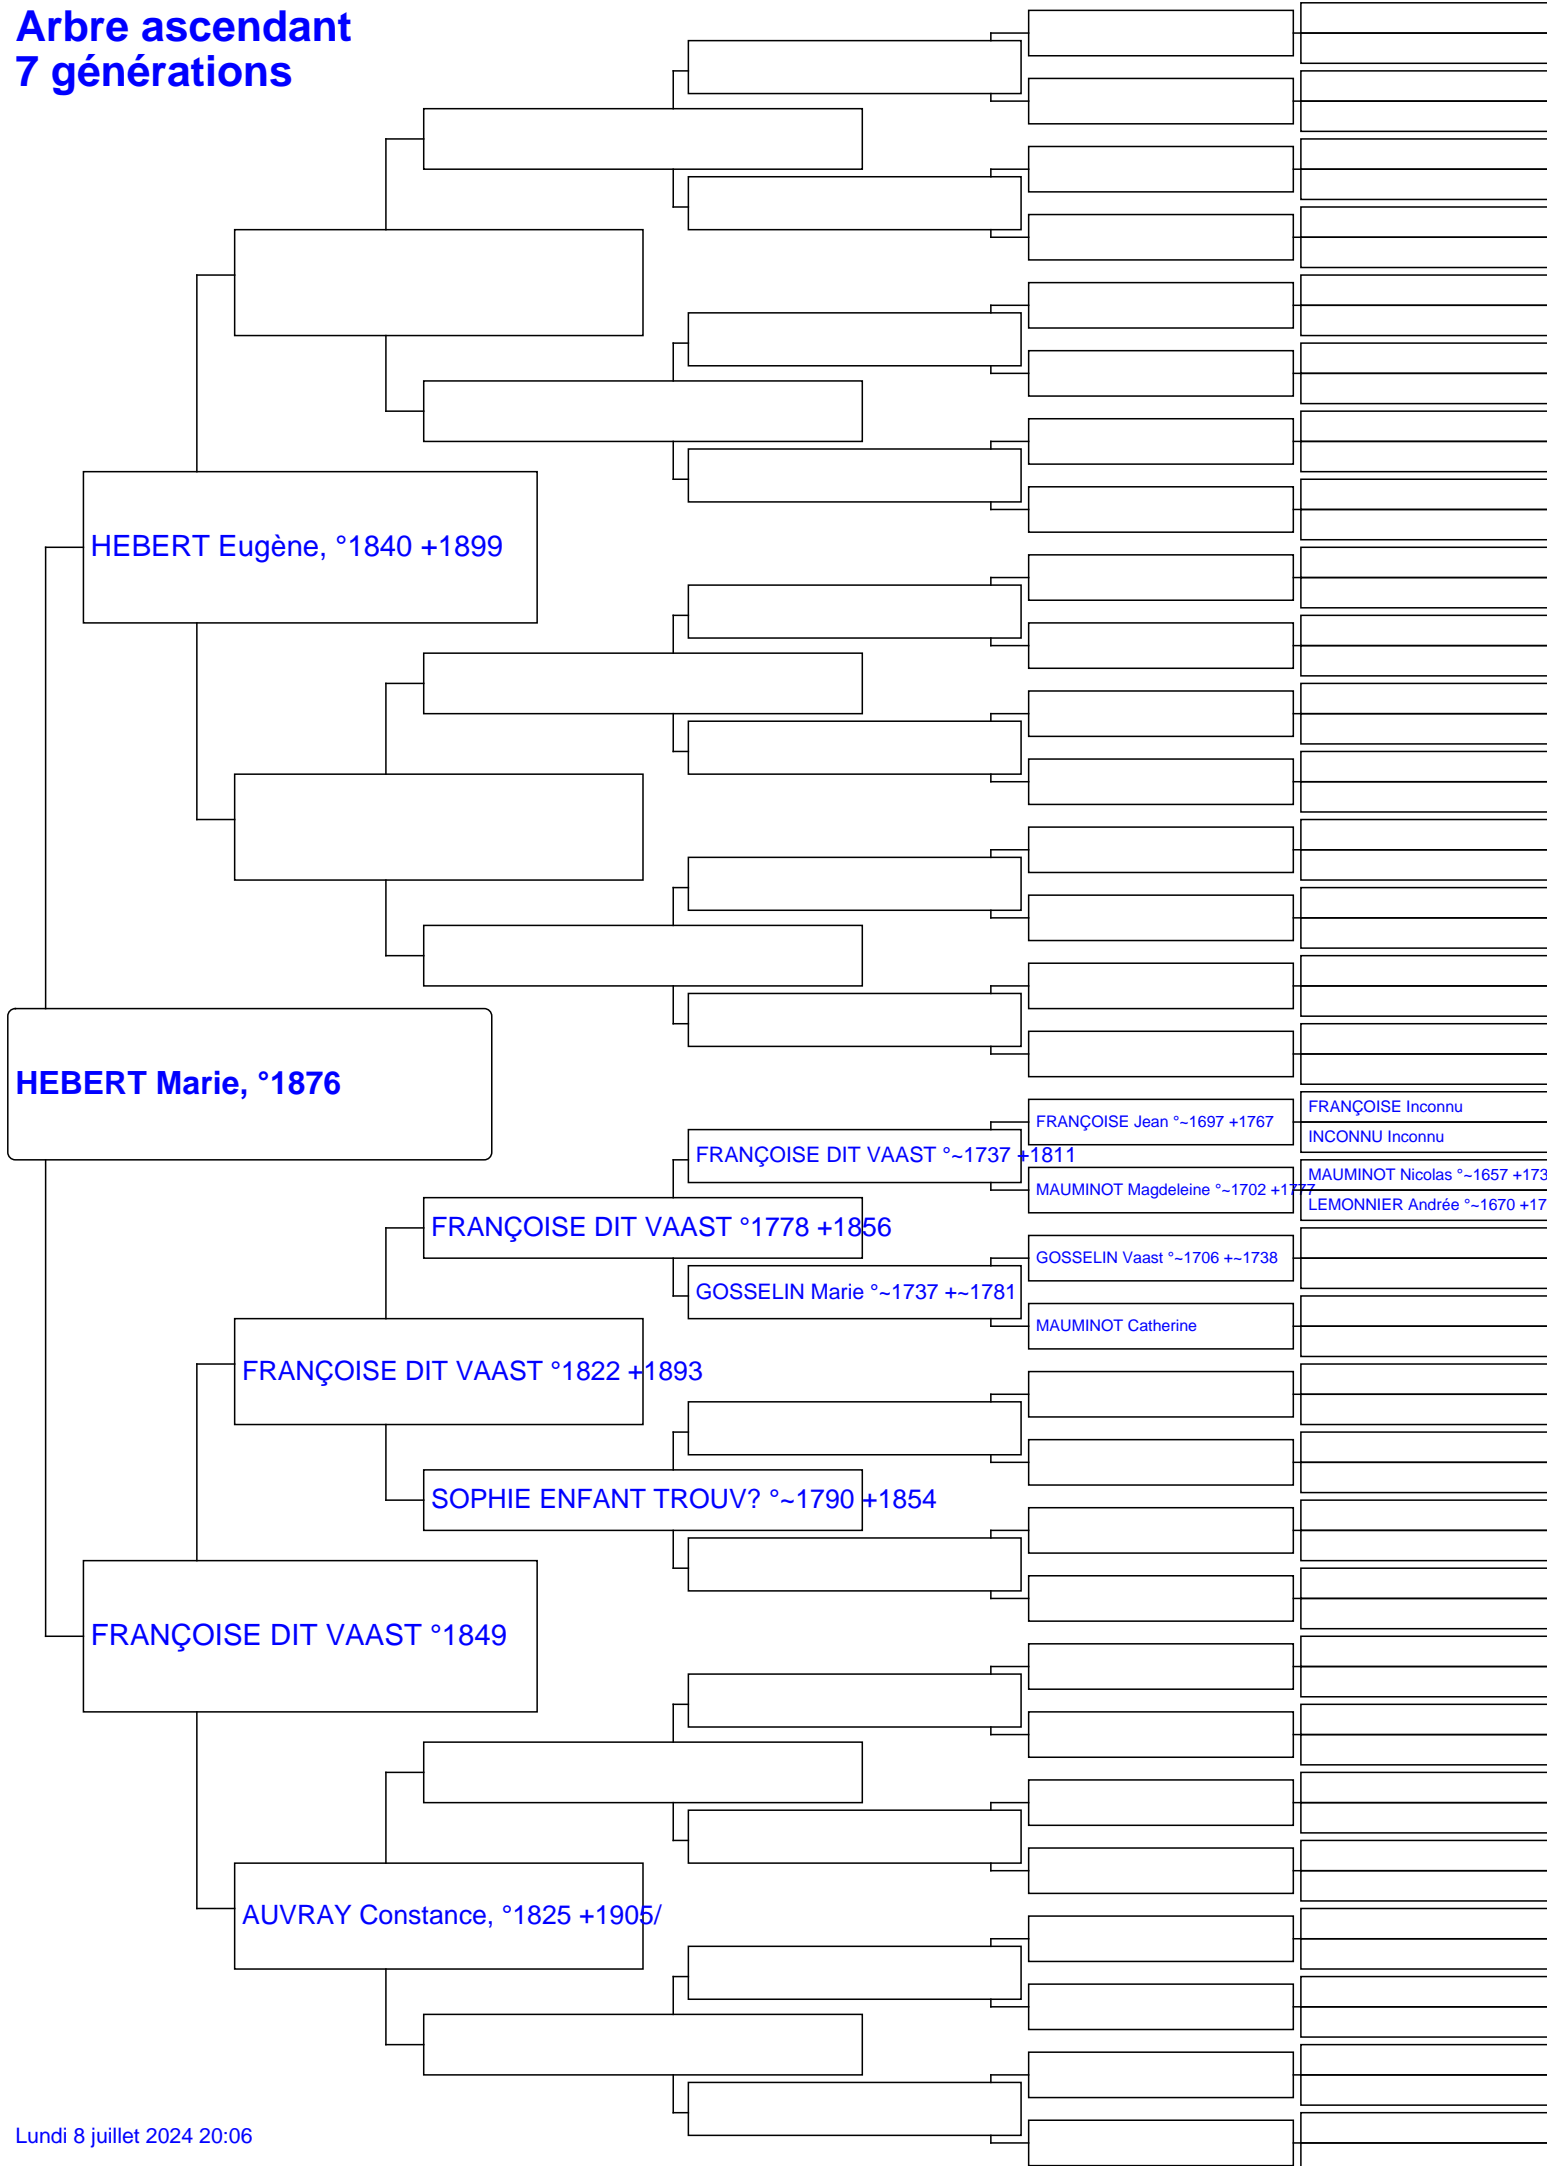 Arbre ascendant
7 générations
HEBERT Eugène, °1840 +1899
HEBERT Marie, °1876
FRANÇOISE Jean °~1697 +1767
FRANÇOISE Inconnu
INCONNU Inconnu
FRANÇOISE DIT VAAST °~1737 +1811
MAUMINOT Magdeleine °~1702 +1777
MAUMINOT Nicolas °~1657 +173
LEMONNIER Andrée °~1670 +17
FRANÇOISE DIT VAAST °1778 +1856
GOSSELIN Vaast °~1706 +~1738
GOSSELIN Marie °~1737 +~1781
MAUMINOT Catherine
FRANÇOISE DIT VAAST °1822 +1893
SOPHIE ENFANT TROUV? °~1790 +1854
FRANÇOISE DIT VAAST °1849
AUVRAY Constance, °1825 +1905/
Lundi 8 juillet 2024 20:06